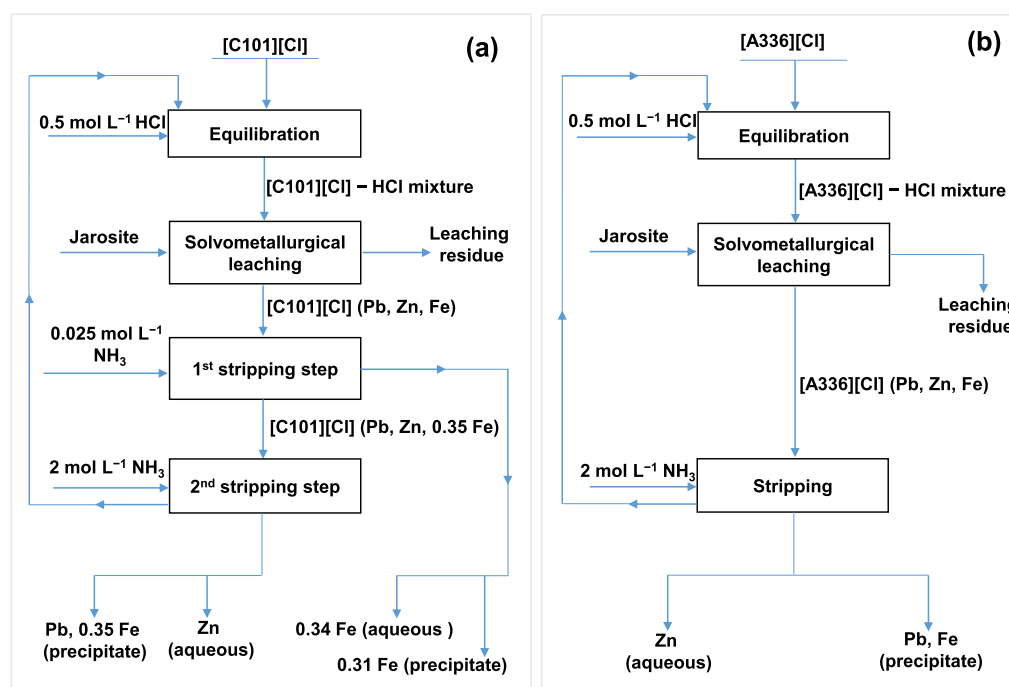 [C101][Cl]
(a)
0.5 mol L⁻¹ HCl
Equilibration
[C101][Cl] – HCl mixture
Jarosite
Solvometallurgical
leaching
Leaching
residue
[C101][Cl] (Pb, Zn, Fe)
0.025 mol L⁻¹
NH₃
1st stripping step
[C101][Cl] (Pb, Zn, 0.35 Fe)
2 mol L⁻¹ NH₃
2nd stripping step
Pb, 0.35 Fe
(precipitate)
Zn
(aqueous)
0.34 Fe (aqueous )
0.31 Fe (precipitate)
[A336][Cl]
(b)
0.5 mol L⁻¹ HCl
Equilibration
[A336][Cl] – HCl mixture
Jarosite
Solvometallurgical
leaching
Leaching
residue
[A336][Cl] (Pb, Zn, Fe)
2 mol L⁻¹ NH₃
Stripping
Zn
(aqueous)
Pb, Fe
(precipitate)